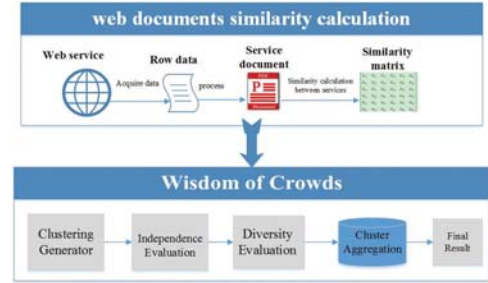 web documents similarity calculation
Web service
Row data
Service
document
Similarity
matrix
Acquire data
process
Similarity calculation
between services
PDF
Wisdom of Crowds
Clustering
Generator
Independence
Evaluation
Diversity
Evaluation
Cluster
Aggregation
Final
Result